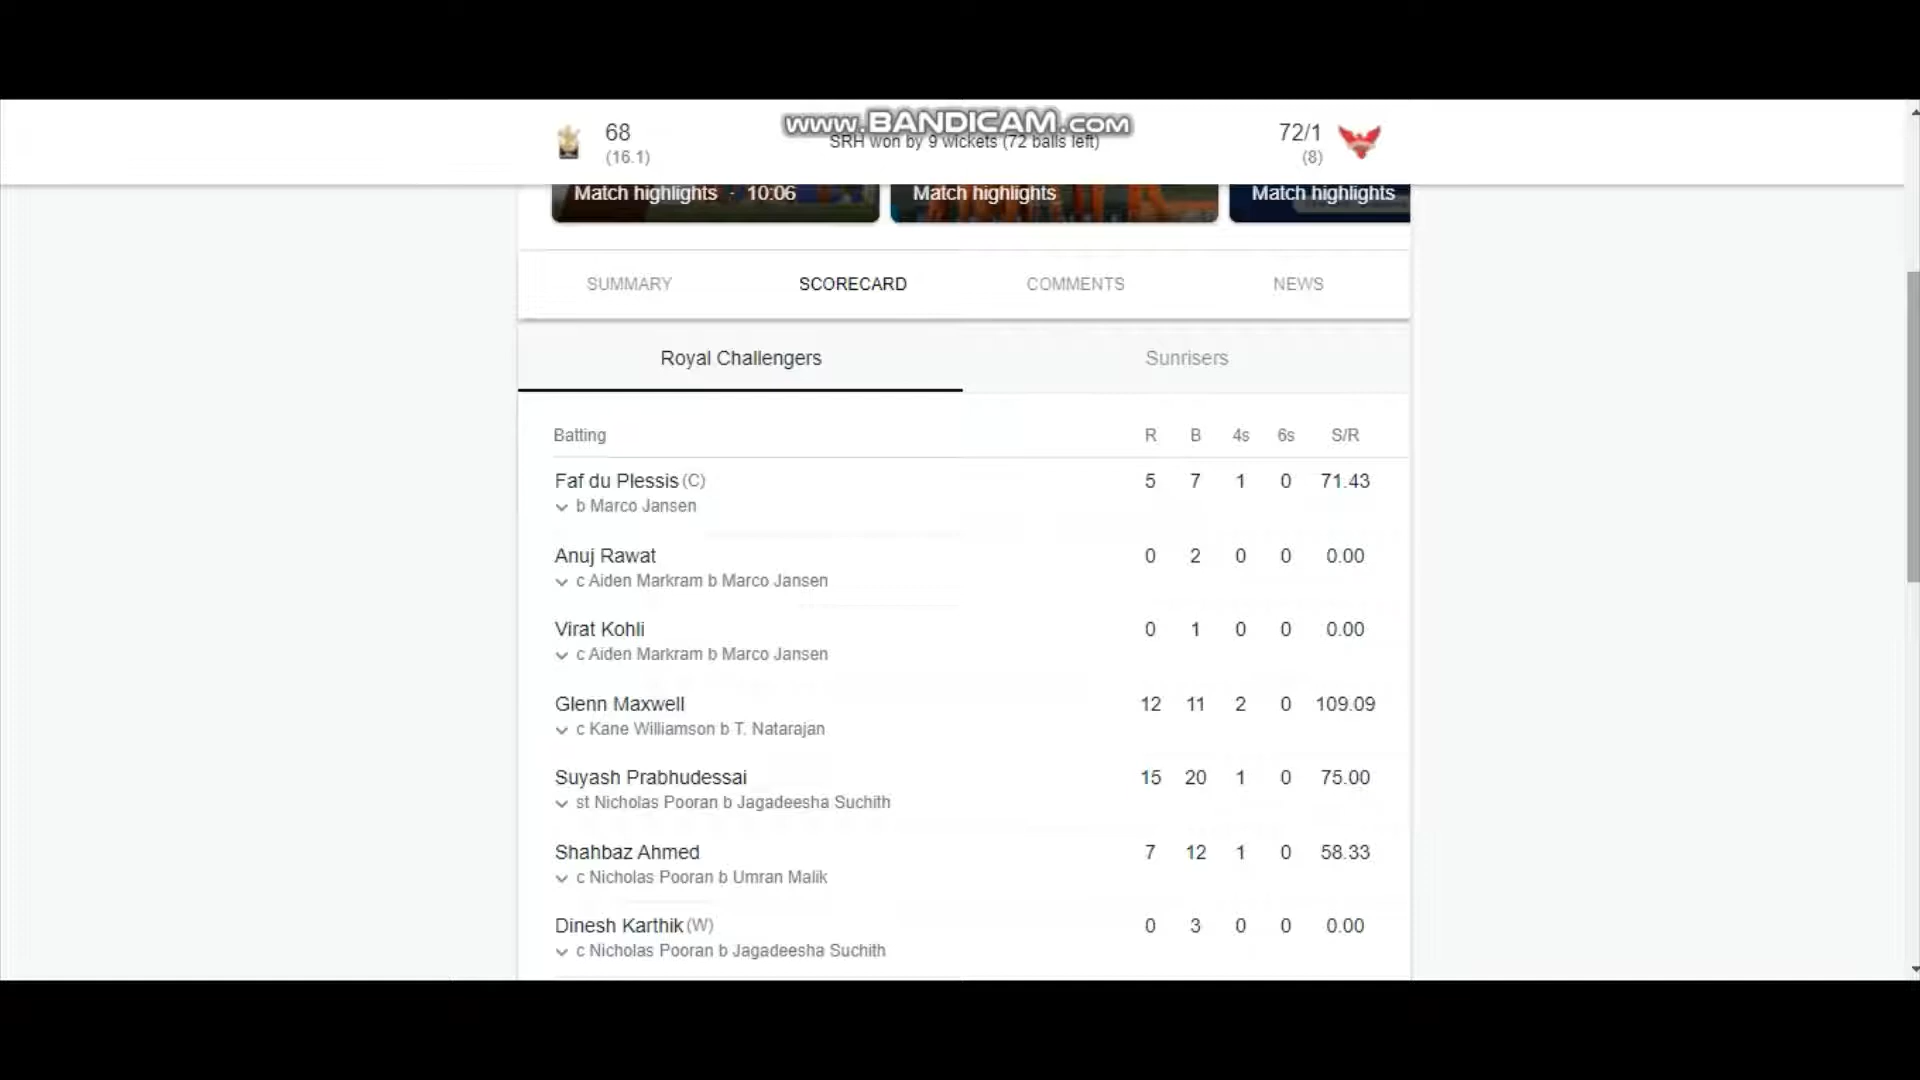 www.BANDICAM.com
68
(16.1)
SRH won by 9 wickets (72 balls left)
72/1
(8)
Match highlights · 10:06
Match highlights
Match highlights
SUMMARY SCORECARD COMMENTS NEWS
Royal Challengers Sunrisers
Batting R B 4s 6s S/R
Faf du Plessis (C) 5 7 1 0 71.43
b Marco Jansen
Anuj Rawat 0 2 0 0 0.00
c Aiden Markram b Marco Jansen
Virat Kohli 0 1 0 0 0.00
c Aiden Markram b Marco Jansen
Glenn Maxwell 12 11 2 0 109.09
c Kane Williamson b T. Natarajan
Suyash Prabhudessai 15 20 1 0 75.00
st Nicholas Pooran b Jagadeesha Suchith
Shahbaz Ahmed 7 12 1 0 58.33
c Nicholas Pooran b Umran Malik
Dinesh Karthik (W) 0 3 0 0 0.00
c Nicholas Pooran b Jagadeesha Suchith